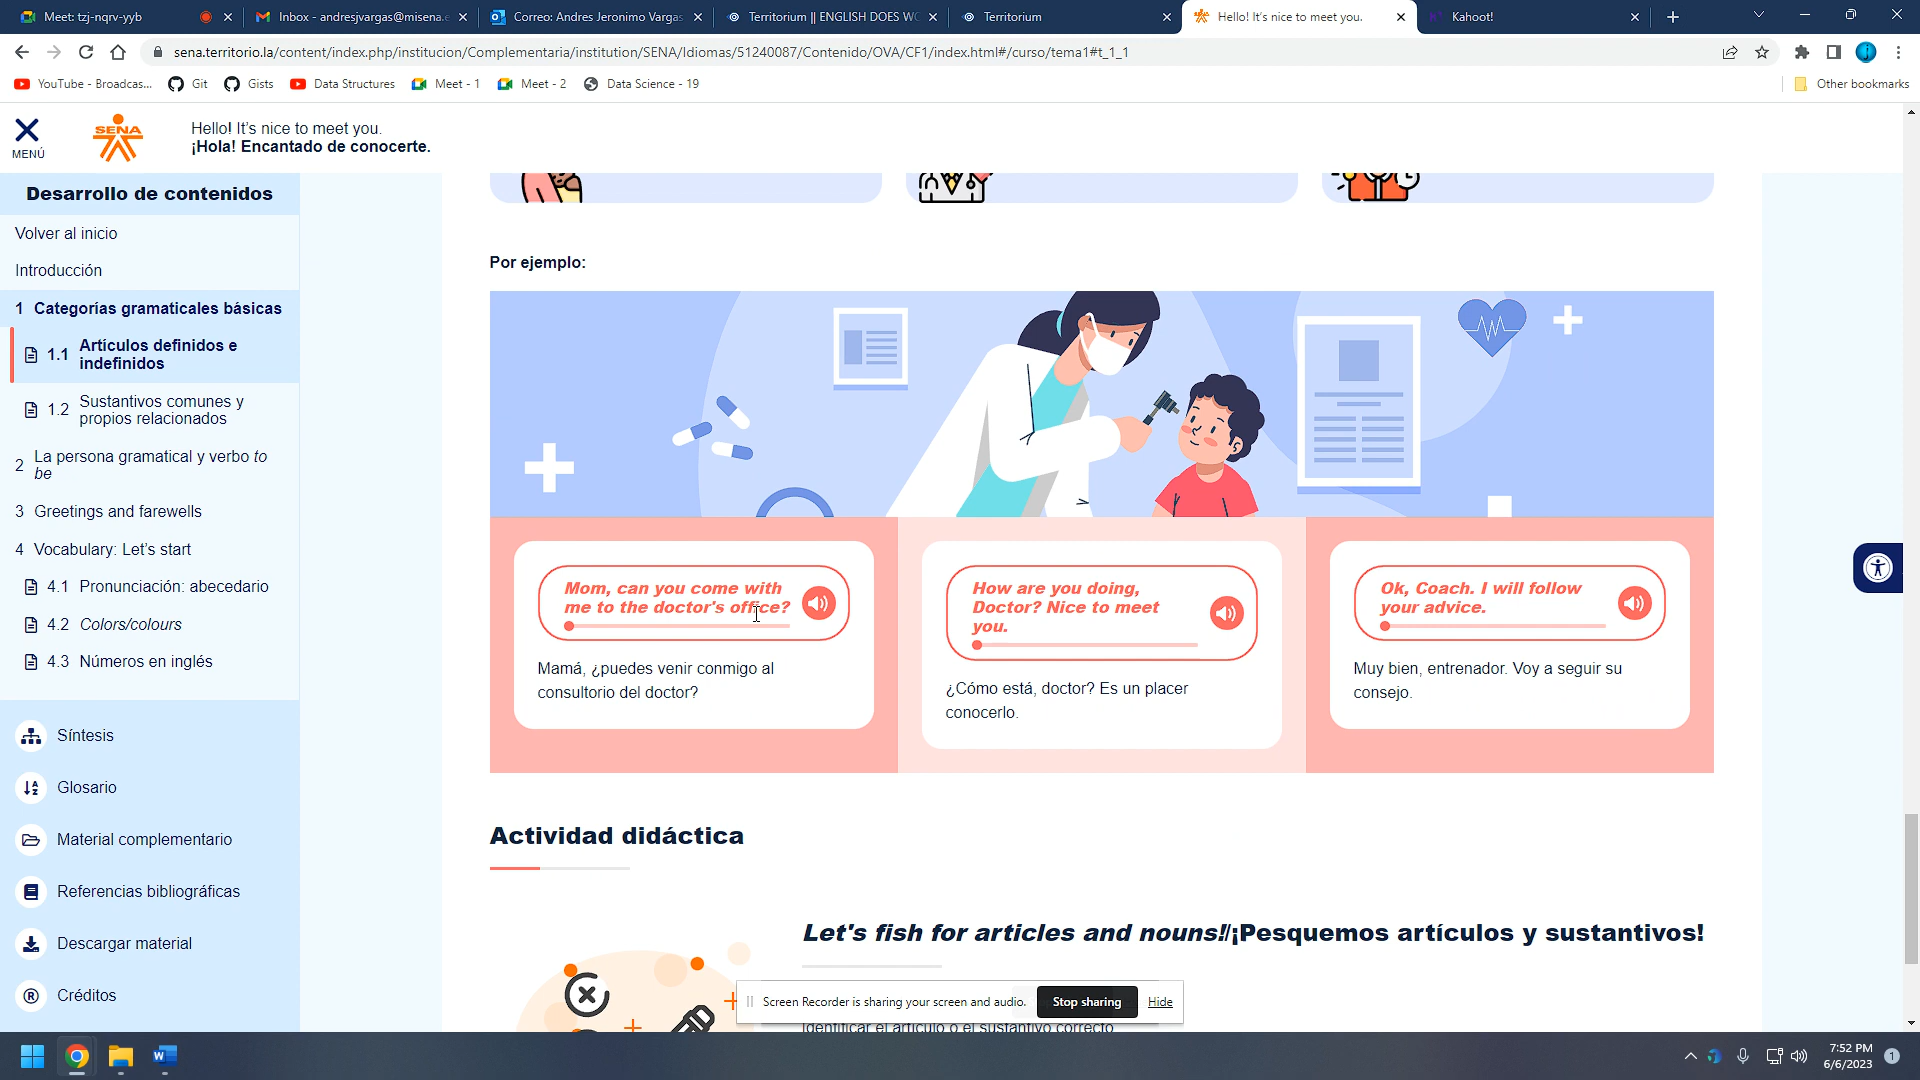 Meet: tzj-nqrv-yyb
Inbox - andresjvargas@misena.e
Correo: Andres Jeronimo Vargas
Territorium || ENGLISH DOES WO
Territorium
Hello! It's nice to meet you.
Kahoot!
sena.territorio.la/content/index.php/institucion/Complementaria/institution/SENA/Idiomas/51240087/Contenido/OVA/CF1/index.html#/curso/tema1#t_1_1
YouTube - Broadcas...
Git
Gists
Data Structures
Meet - 1
Meet - 2
Data Science - 19
Other bookmarks
MENÚ
SENA
Hello! It's nice to meet you.
¡Hola! Encantado de conocerte.
Desarrollo de contenidos
Volver al inicio
Introducción
1 Categorías gramaticales básicas
1.1 Artículos definidos e
indefinidos
1.2 Sustantivos comunes y
propios relacionados
2 La persona gramatical y verbo to
be
3 Greetings and farewells
4 Vocabulary: Let's start
4.1 Pronunciación: abecedario
4.2 Colors/colours
4.3 Números en inglés
Síntesis
Glosario
Material complementario
Referencias bibliográficas
Descargar material
Créditos
Por ejemplo:
Mom, can you come with
me to the doctor's office?
Mamá, ¿puedes venir conmigo al
consultorio del doctor?
How are you doing,
Doctor? Nice to meet
you.
¿Cómo está, doctor? Es un placer
conocerlo.
Ok, Coach. I will follow
your advice.
Muy bien, entrenador. Voy a seguir su
consejo.
Actividad didáctica
Let's fish for articles and nouns!/¡Pesquemos artículos y sustantivos!
Screen Recorder is sharing your screen and audio.
Stop sharing
Hide
identificar el artículo o el sustantivo correcto
7:52 PM
6/6/2023
1